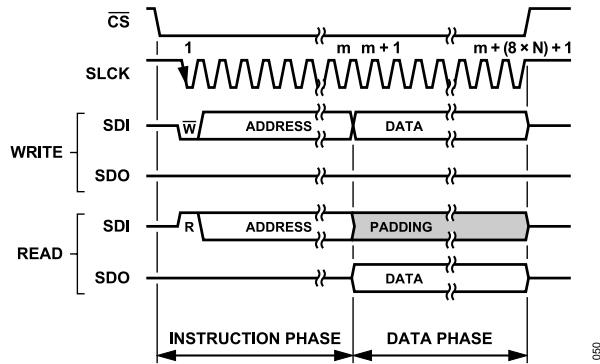 CS
1 m m + 1 m + (8 × N) + 1
SLCK
SDI W ADDRESS DATA
WRITE
SDO
SDI R ADDRESS PADDING
READ
SDO DATA
INSTRUCTION PHASE DATA PHASE
050